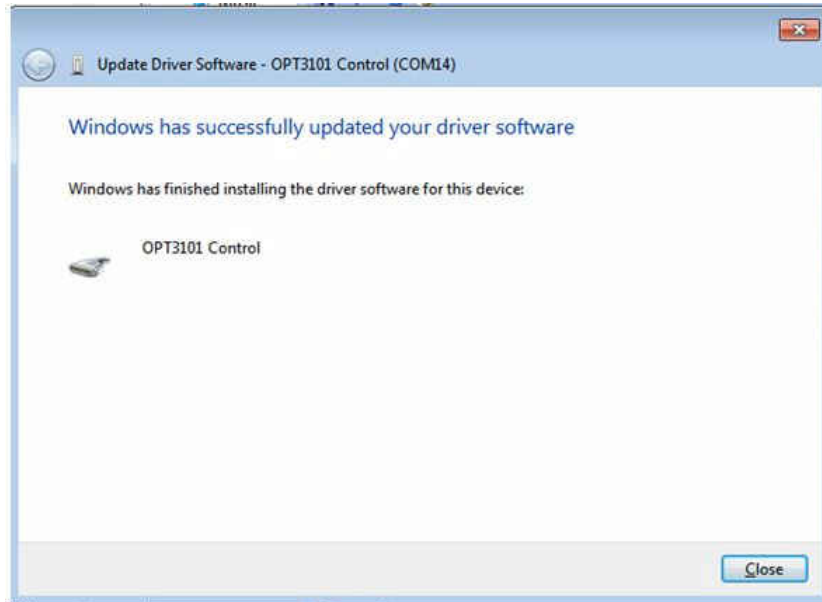 Update Driver Software - OPT3101 Control (COM14)
Windows has successfully updated your driver software
Windows has finished installing the driver software for this device:
OPT3101 Control
Close